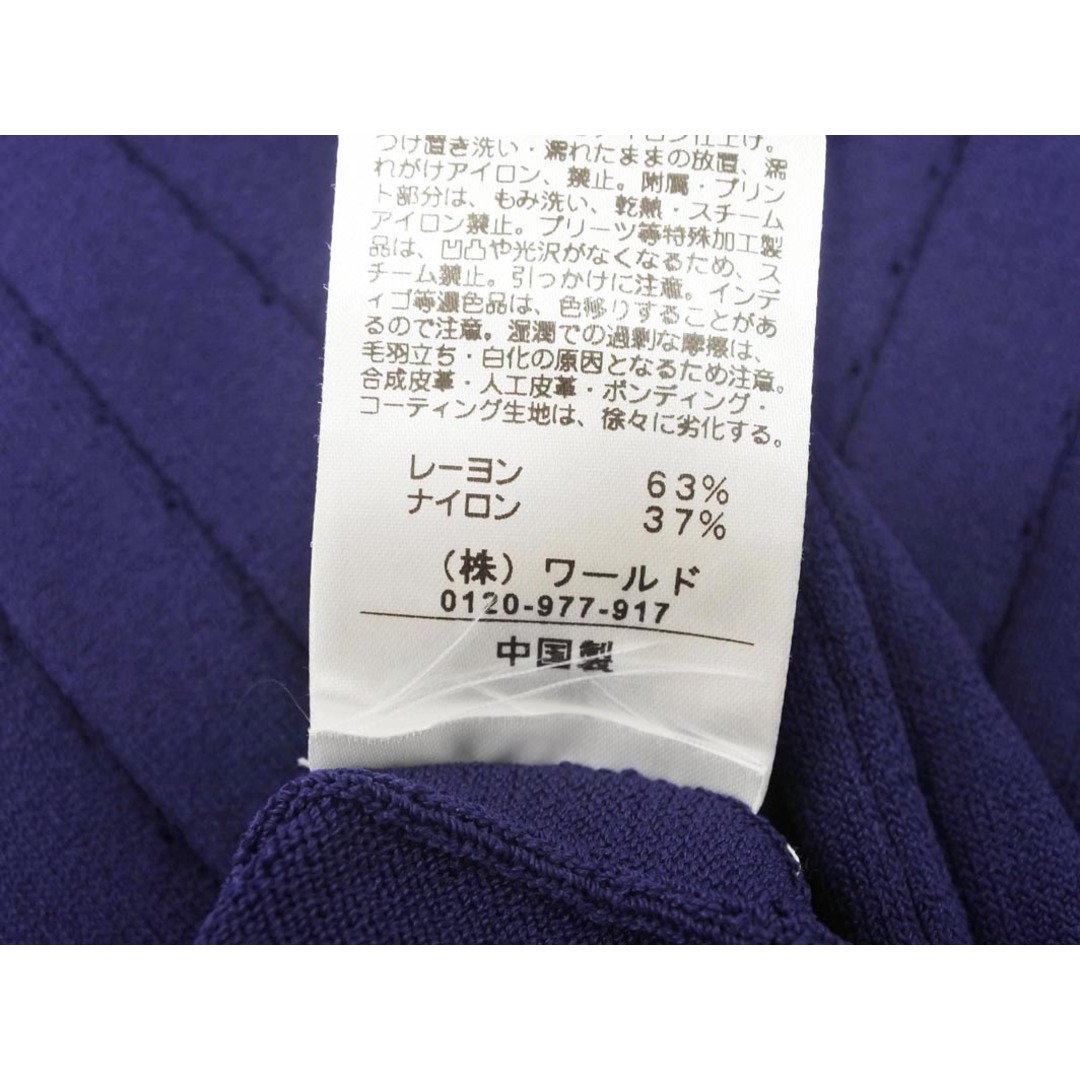 アイロン仕上げ。
つけ置き洗い・濡れたままの放置、濡
れがけアイロン、禁止。附属・プリン
ト部分は、もみ洗い、乾熱・スチーム
アイロン禁止。プリーツ等特殊加工製
品は、凹凸や光沢がなくなるため、ス
チーム禁止。引っかけに注意。インデ
ィゴ等濃色品は、色移りすることがあ
るので注意。湿潤での過剰な摩擦は、
毛羽立ち・白化の原因となるため注意。
合成皮革・人工皮革・ボンディング・
コーティング生地は、徐々に劣化する。
レーヨン 63%
ナイロン 37%
（株）ワールド
0120-977-917
中国製